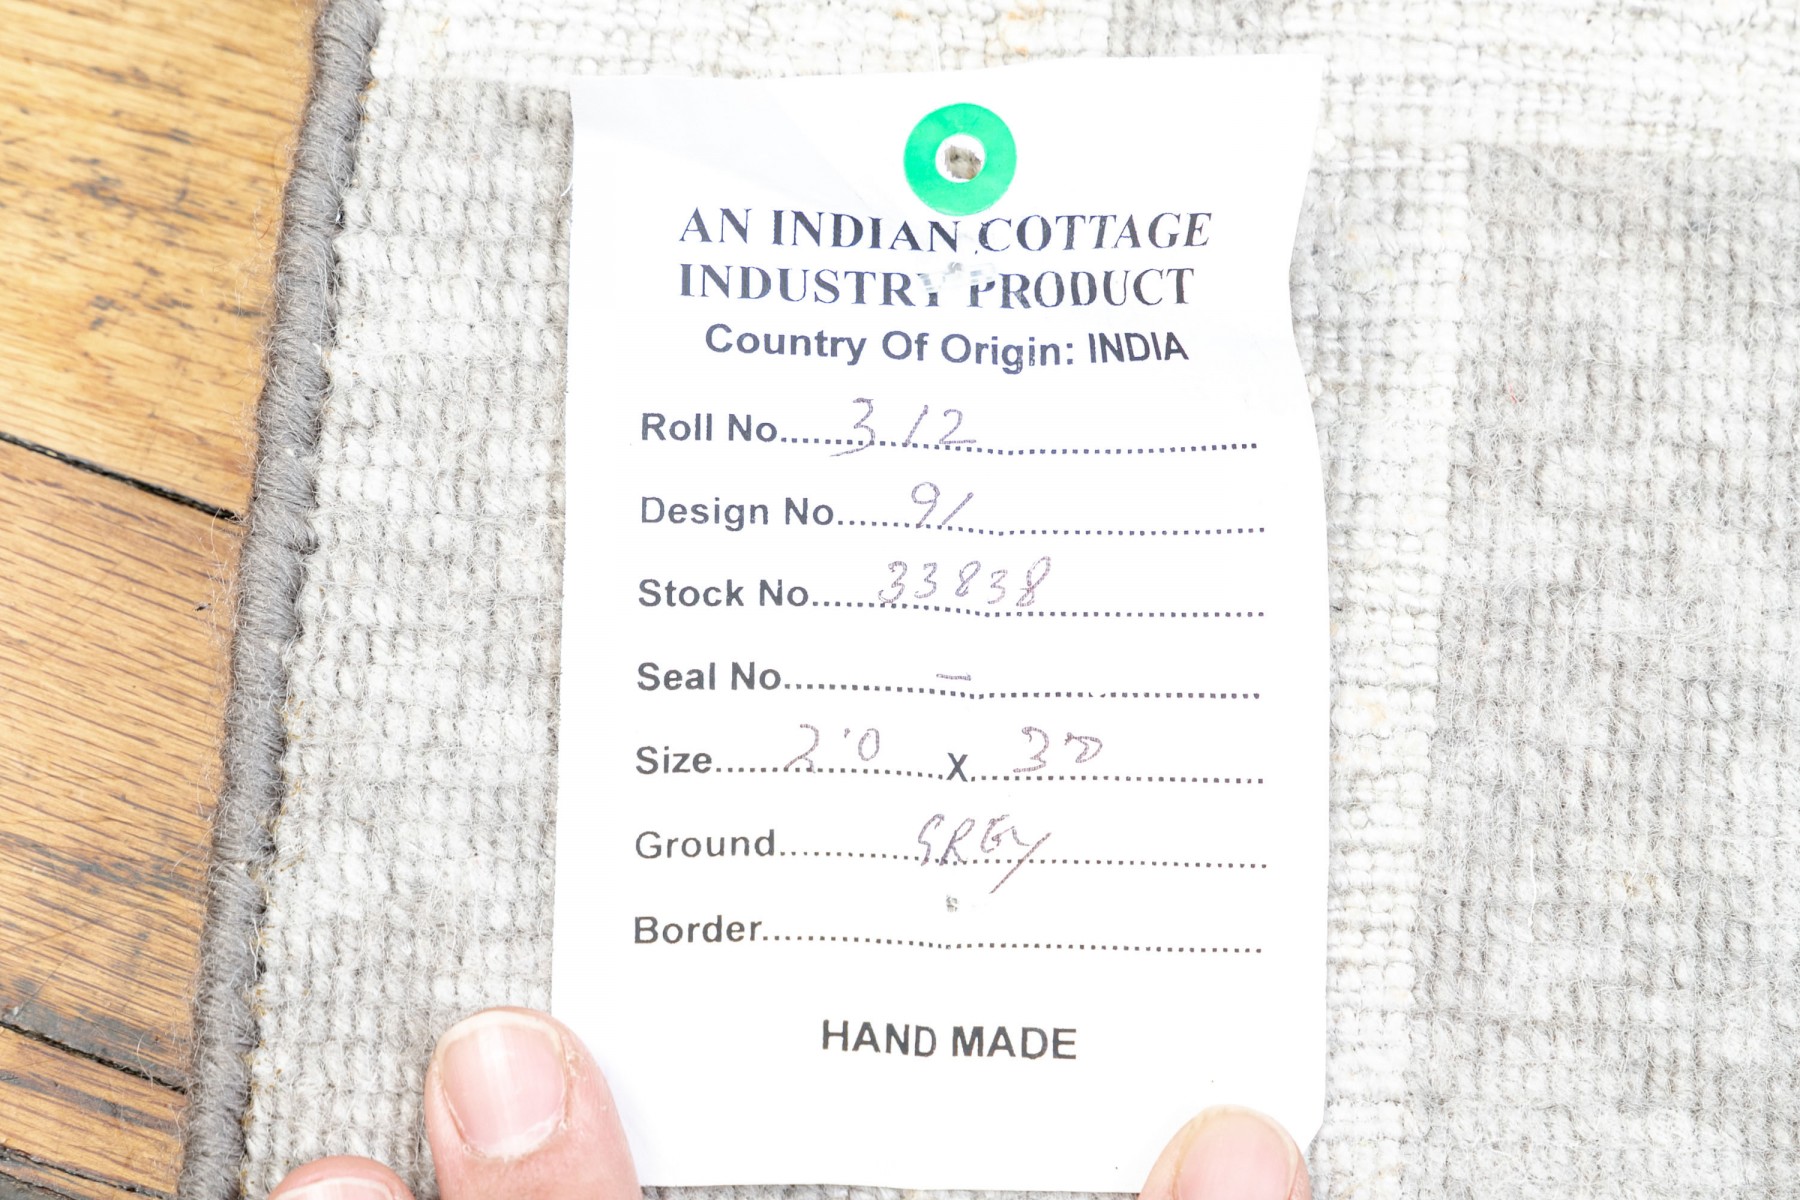 AN INDIAN COTTAGE
INDUSTRY PRODUCT
Country Of Origin: INDIA
Roll No. 312
Design No. 91
Stock No. 33838
Seal No. –
Size 2'0 X 3'0
Ground GREY
Border
HAND MADE